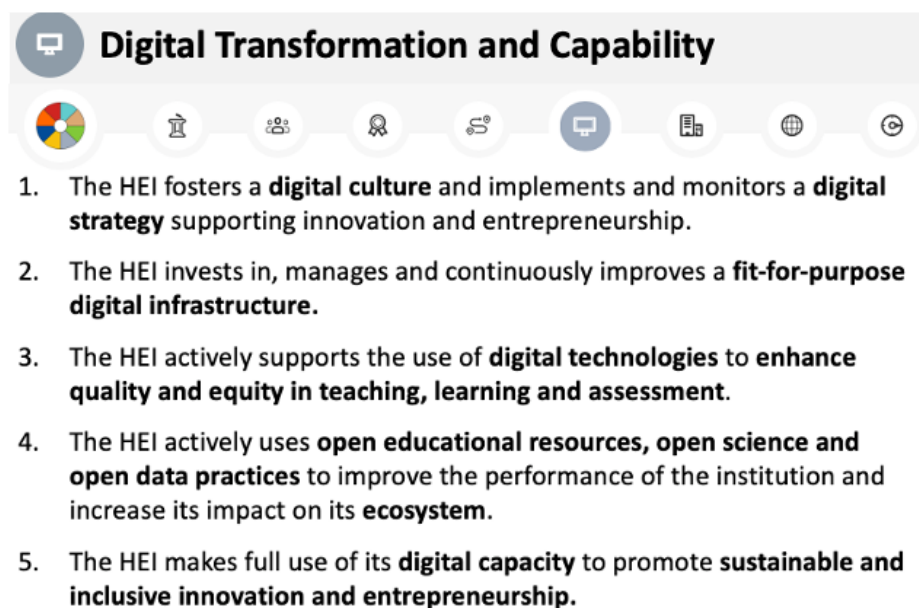 Digital Transformation and Capability
1. The HEI fosters a digital culture and implements and monitors a digital
strategy supporting innovation and entrepreneurship.
2. The HEI invests in, manages and continuously improves a fit-for-purpose
digital infrastructure.
3. The HEI actively supports the use of digital technologies to enhance
quality and equity in teaching, learning and assessment.
4. The HEI actively uses open educational resources, open science and
open data practices to improve the performance of the institution and
increase its impact on its ecosystem.
5. The HEI makes full use of its digital capacity to promote sustainable and
inclusive innovation and entrepreneurship.